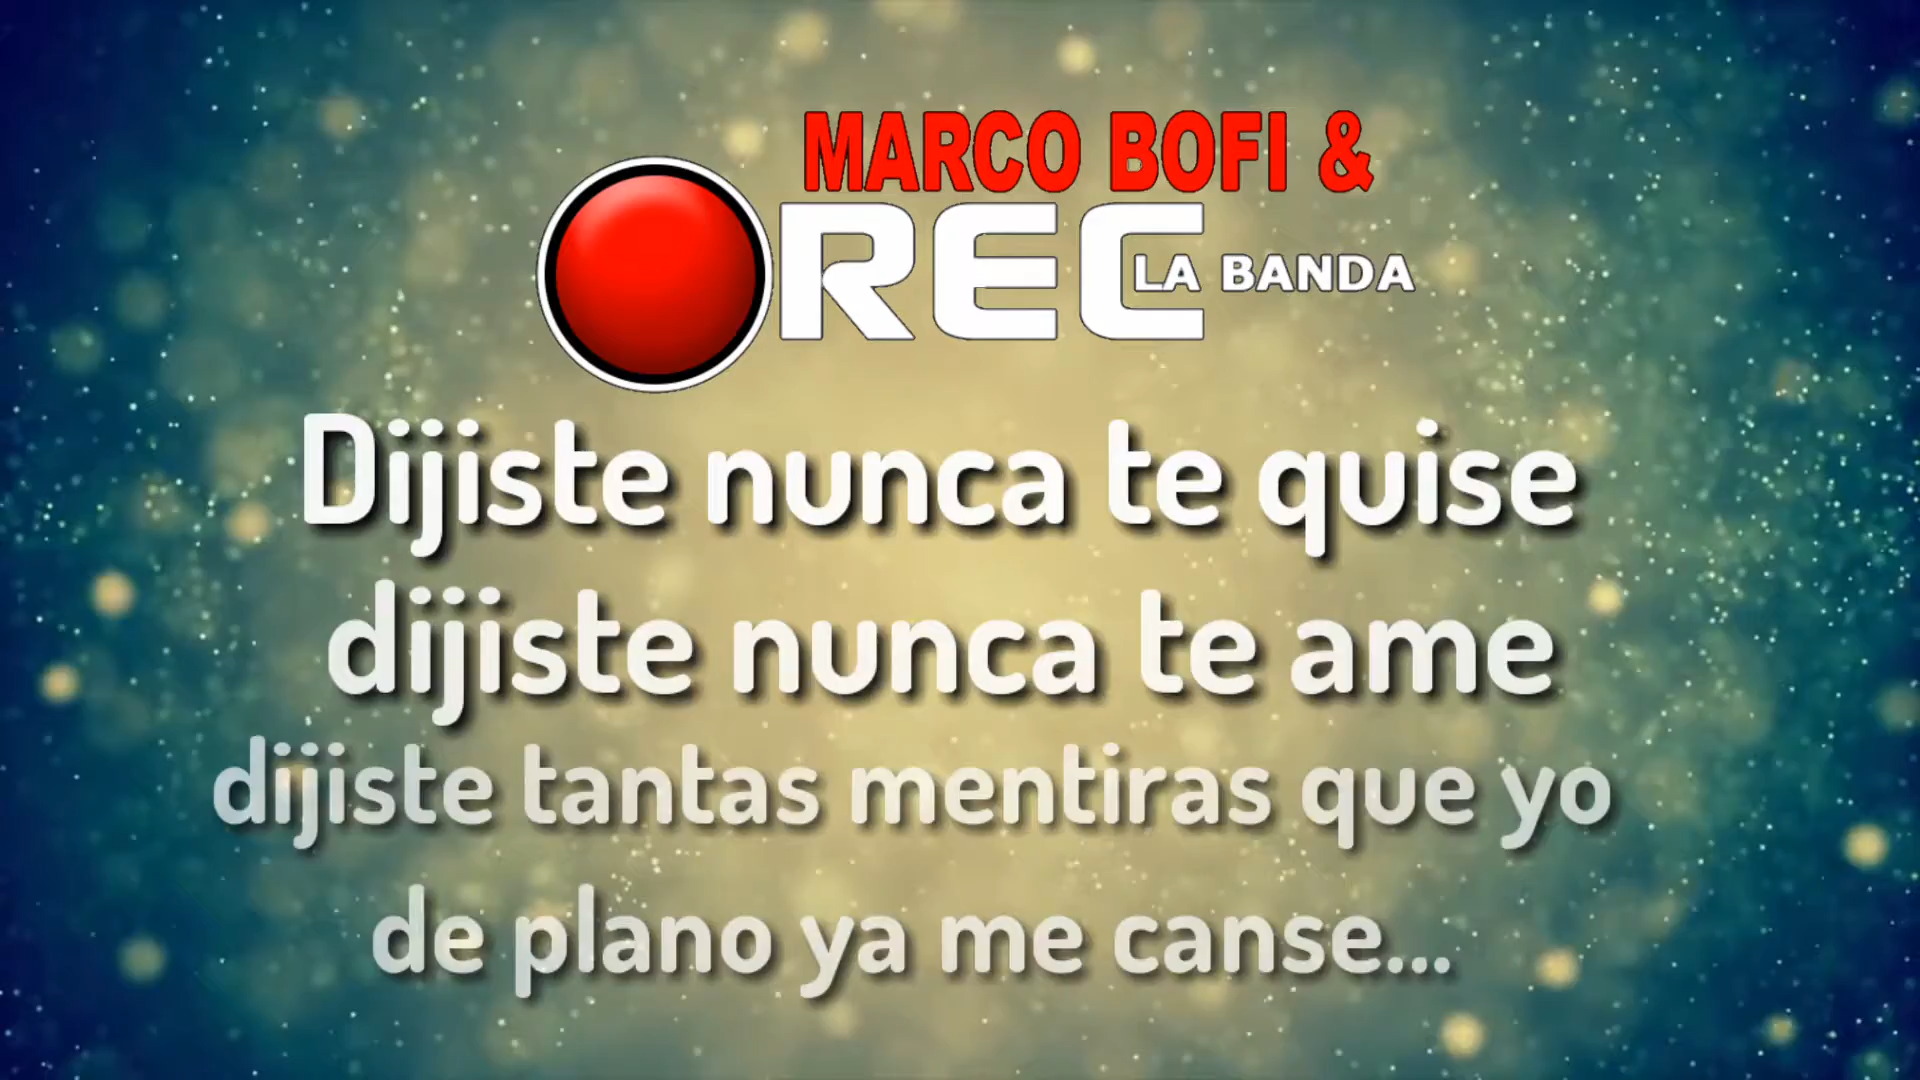 MARCO BOFI &
REC LA BANDA
Dijiste nunca te quise
dijiste nunca te ame
dijiste tantas mentiras que yo
de plano ya me canse...